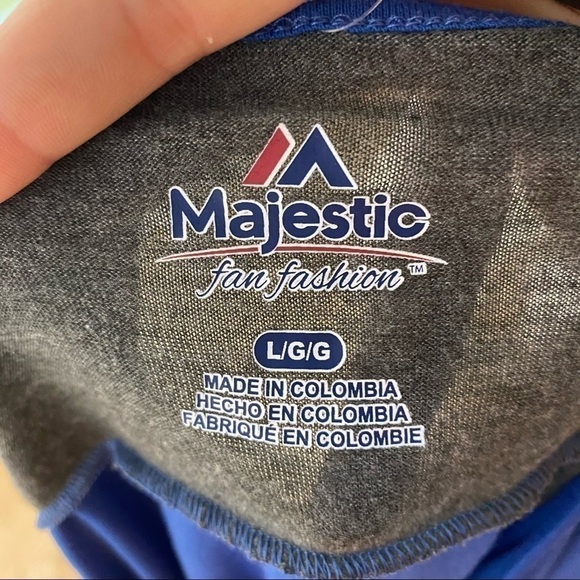 Majestic
fan fashion™
L/G/G
MADE IN COLOMBIA
HECHO EN COLOMBIA
FABRIQUÉ EN COLOMBIE